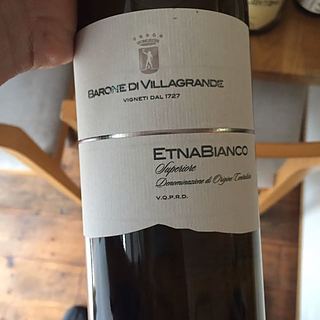 BARONE DI VILLAGRANDE
VIGNETI DAL 1727
ETNABIANCO
Superiore
Denominazione di Origine Controllata
V.Q.P.R.D.